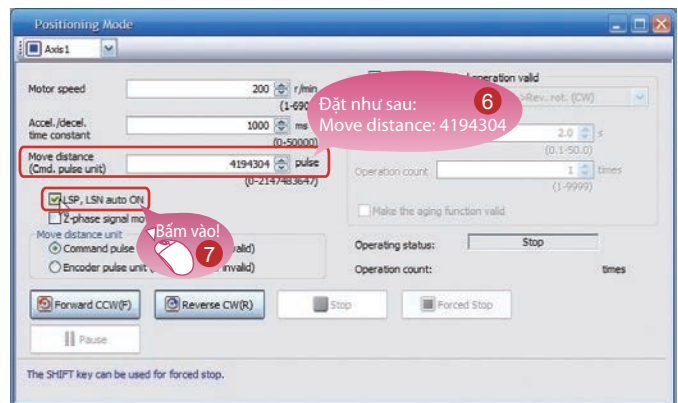 Positioning Mode
Axis1
Motor speed 200 r/min
(1-690
Accel./decel. time constant 1000 ms
(0-50000)
Move distance (Cmd. pulse unit) 4194304 pulse
(0-2147483647)
LSP, LSN auto ON
Z-phase signal mo
Move distance unit
Command pulse valid)
Encoder pulse unit ( invalid)
operation valid
>Rev. rot. (CW)
2.0 s
(0.1-50.0)
Operation count 1 times
(1-9999)
Make the aging function valid
Operating status: Stop
Operation count: times
Đặt như sau: 6
Move distance: 4194304
Bấm vào!
7
Forward CCW(F) Reverse CW(R) Stop Forced Stop
Pause
The SHIFT key can be used for forced stop.